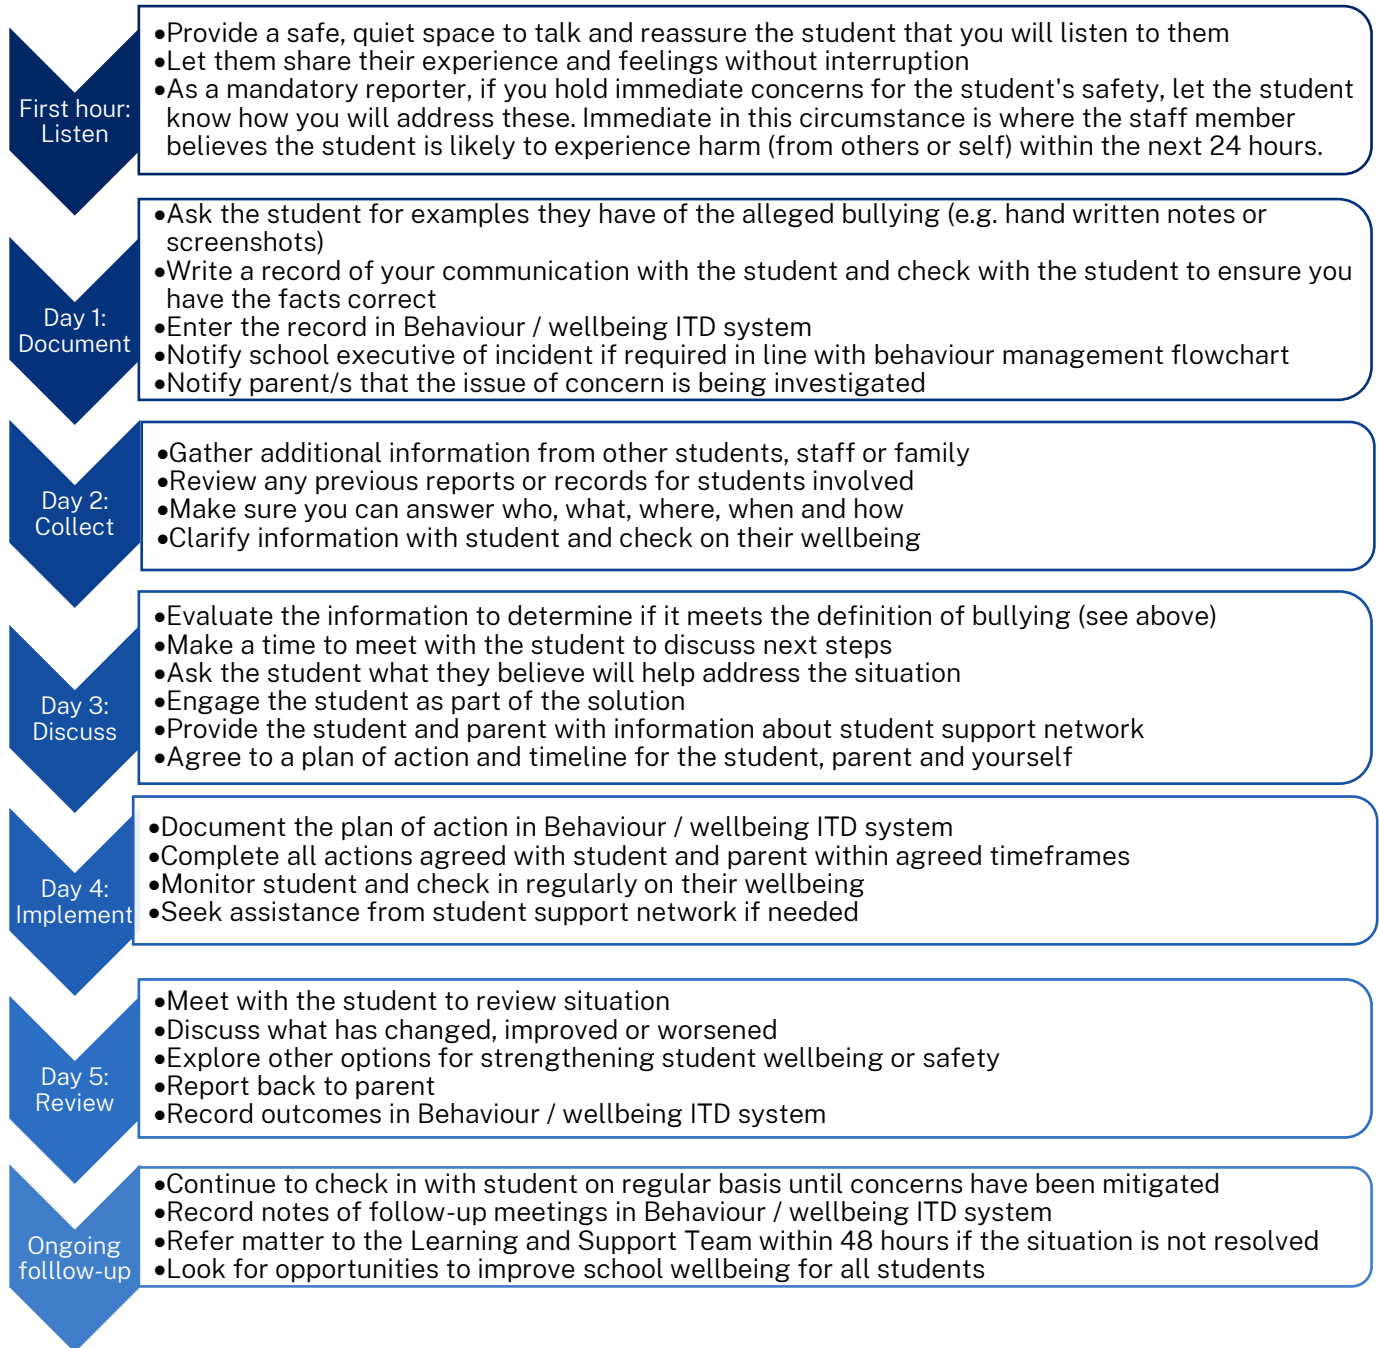 First hour:
Listen
•Provide a safe, quiet space to talk and reassure the student that you will listen to them
•Let them share their experience and feelings without interruption
•As a mandatory reporter, if you hold immediate concerns for the student's safety, let the student
know how you will address these. Immediate in this circumstance is where the staff member
believes the student is likely to experience harm (from others or self) within the next 24 hours.
Day 1:
Document
•Ask the student for examples they have of the alleged bullying (e.g. hand written notes or
screenshots)
•Write a record of your communication with the student and check with the student to ensure you
have the facts correct
•Enter the record in Behaviour / wellbeing ITD system
•Notify school executive of incident if required in line with behaviour management flowchart
•Notify parent/s that the issue of concern is being investigated
Day 2:
Collect
•Gather additional information from other students, staff or family
•Review any previous reports or records for students involved
•Make sure you can answer who, what, where, when and how
•Clarify information with student and check on their wellbeing
Day 3:
Discuss
•Evaluate the information to determine if it meets the definition of bullying (see above)
•Make a time to meet with the student to discuss next steps
•Ask the student what they believe will help address the situation
•Engage the student as part of the solution
•Provide the student and parent with information about student support network
•Agree to a plan of action and timeline for the student, parent and yourself
Day 4:
Implement
•Document the plan of action in Behaviour / wellbeing ITD system
•Complete all actions agreed with student and parent within agreed timeframes
•Monitor student and check in regularly on their wellbeing
•Seek assistance from student support network if needed
Day 5:
Review
•Meet with the student to review situation
•Discuss what has changed, improved or worsened
•Explore other options for strengthening student wellbeing or safety
•Report back to parent
•Record outcomes in Behaviour / wellbeing ITD system
Ongoing
folllow-up
•Continue to check in with student on regular basis until concerns have been mitigated
•Record notes of follow-up meetings in Behaviour / wellbeing ITD system
•Refer matter to the Learning and Support Team within 48 hours if the situation is not resolved
•Look for opportunities to improve school wellbeing for all students